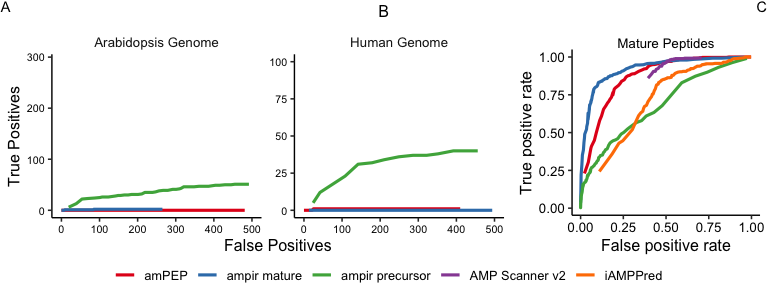 A
B
C
Arabidopsis Genome
Human Genome
Mature Peptides
True Positives
300
200
100
0
0 100 200 300 400 500
100
75
50
25
0
0 100 200 300 400 500
False Positives
True positive rate
1.00
0.75
0.50
0.25
0.00
0.00 0.25 0.50 0.75 1.00
False positive rate
amPEP ampir mature ampir precursor AMP Scanner v2 iAMPPred